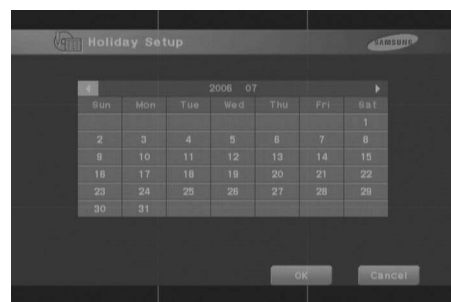 Holiday Setup
SAMSUNG
2006 07
Sun Mon Tue Wed Thu Fri Sat
1
2 3 4 5 6 7 8
9 10 11 12 13 14 15
16 17 18 19 20 21 22
23 24 25 26 27 28 29
30 31
OK Cancel